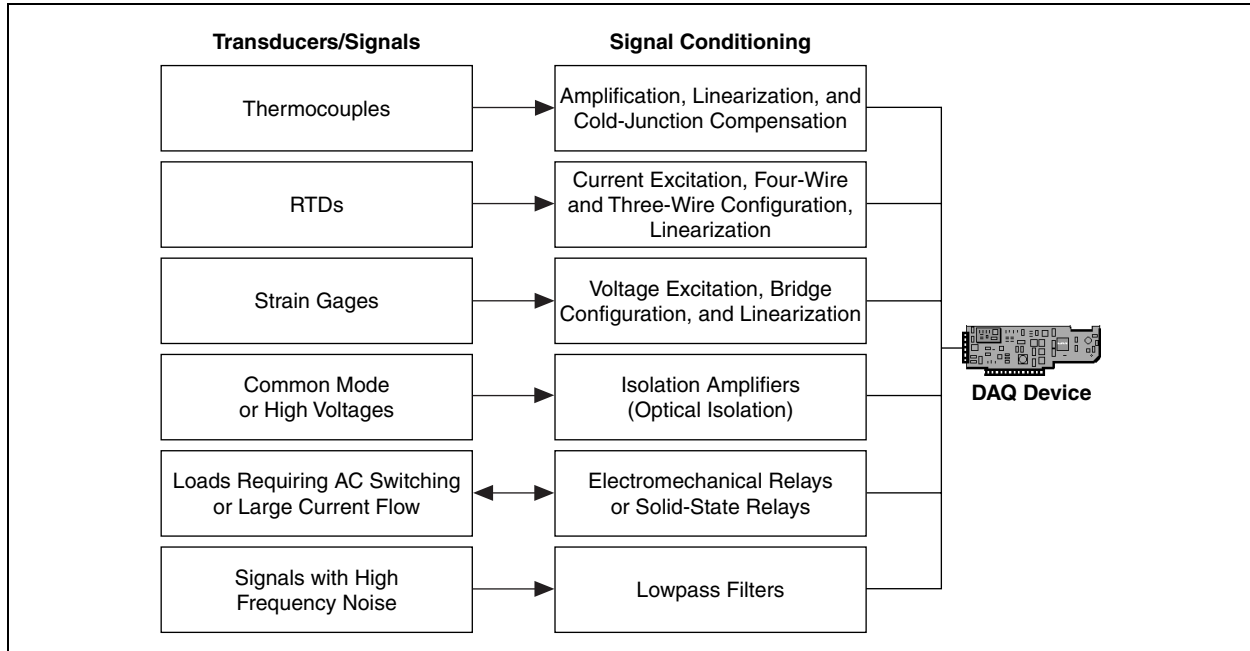 Transducers/Signals
Signal Conditioning
Thermocouples
Amplification, Linearization, and
Cold-Junction Compensation
RTDs
Current Excitation, Four-Wire
and Three-Wire Configuration,
Linearization
Strain Gages
Voltage Excitation, Bridge
Configuration, and Linearization
Common Mode
or High Voltages
Isolation Amplifiers
(Optical Isolation)
Loads Requiring AC Switching
or Large Current Flow
Electromechanical Relays
or Solid-State Relays
Signals with High
Frequency Noise
Lowpass Filters
DAQ Device